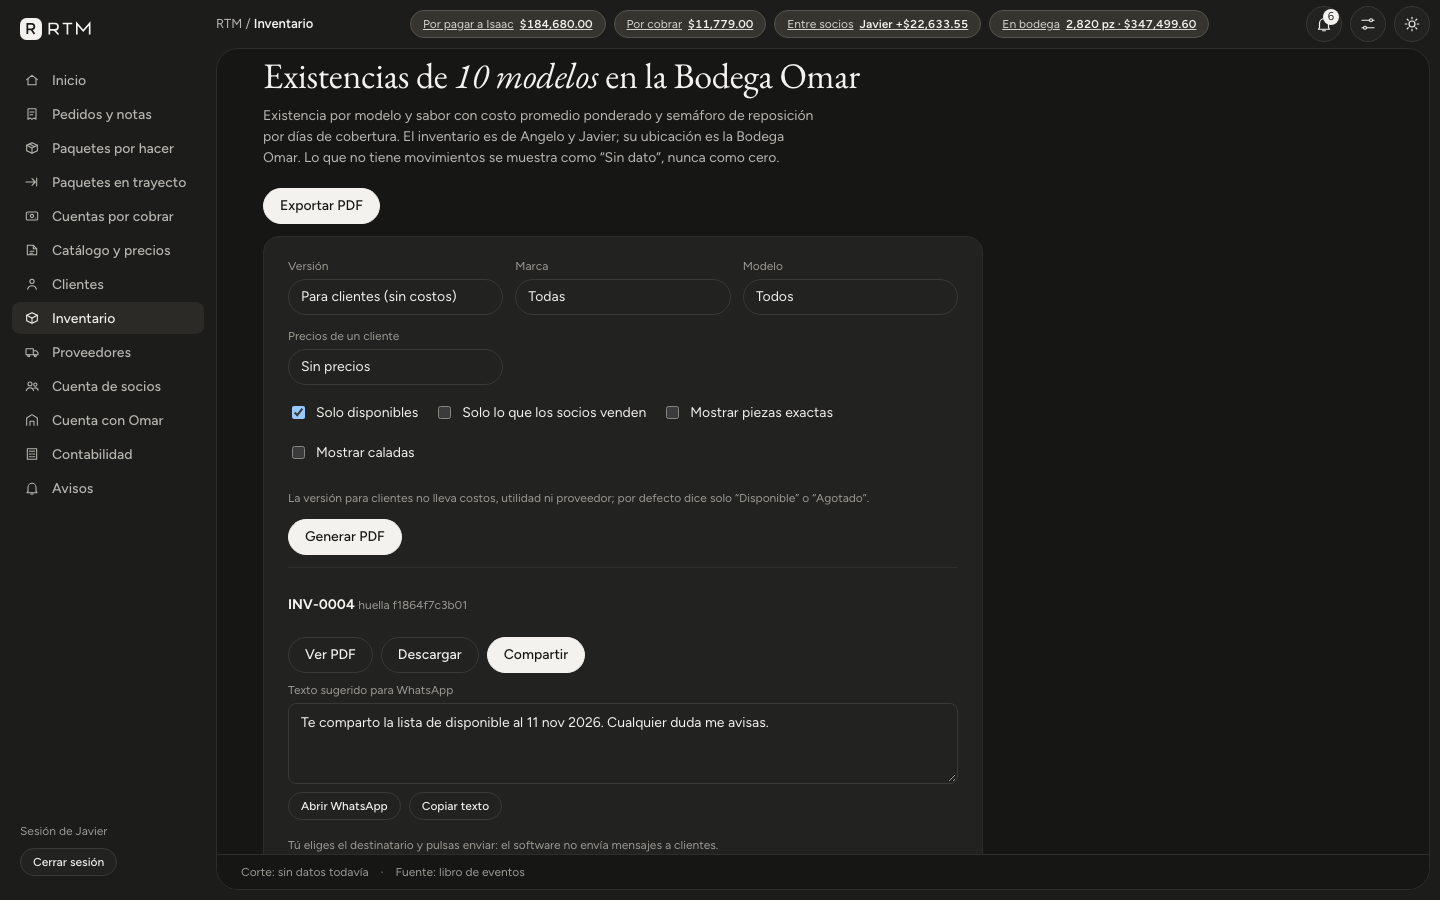 R RTM
RTM / Inventario
Por pagar a Isaac $184,680.00
Por cobrar $11,779.00
Entre socios Javier +$22,633.55
En bodega 2,820 pz · $347,499.60
6
Inicio
Pedidos y notas
Paquetes por hacer
Paquetes en trayecto
Cuentas por cobrar
Catálogo y precios
Clientes
Inventario
Proveedores
Cuenta de socios
Cuenta con Omar
Contabilidad
Avisos
Sesión de Javier
Cerrar sesión
Existencias de 10 modelos en la Bodega Omar
Existencia por modelo y sabor con costo promedio ponderado y semáforo de reposición
por días de cobertura. El inventario es de Angelo y Javier; su ubicación es la Bodega
Omar. Lo que no tiene movimientos se muestra como “Sin dato”, nunca como cero.
Exportar PDF
Versión
Para clientes (sin costos)
Marca
Todas
Modelo
Todos
Precios de un cliente
Sin precios
Solo disponibles
Solo lo que los socios venden
Mostrar piezas exactas
Mostrar caladas
La versión para clientes no lleva costos, utilidad ni proveedor; por defecto dice solo “Disponible” o “Agotado”.
Generar PDF
INV-0004 huella f1864f7c3b01
Ver PDF
Descargar
Compartir
Texto sugerido para WhatsApp
Te comparto la lista de disponible al 11 nov 2026. Cualquier duda me avisas.
Abrir WhatsApp
Copiar texto
Tú eliges el destinatario y pulsas enviar: el software no envía mensajes a clientes.
Corte: sin datos todavía · Fuente: libro de eventos